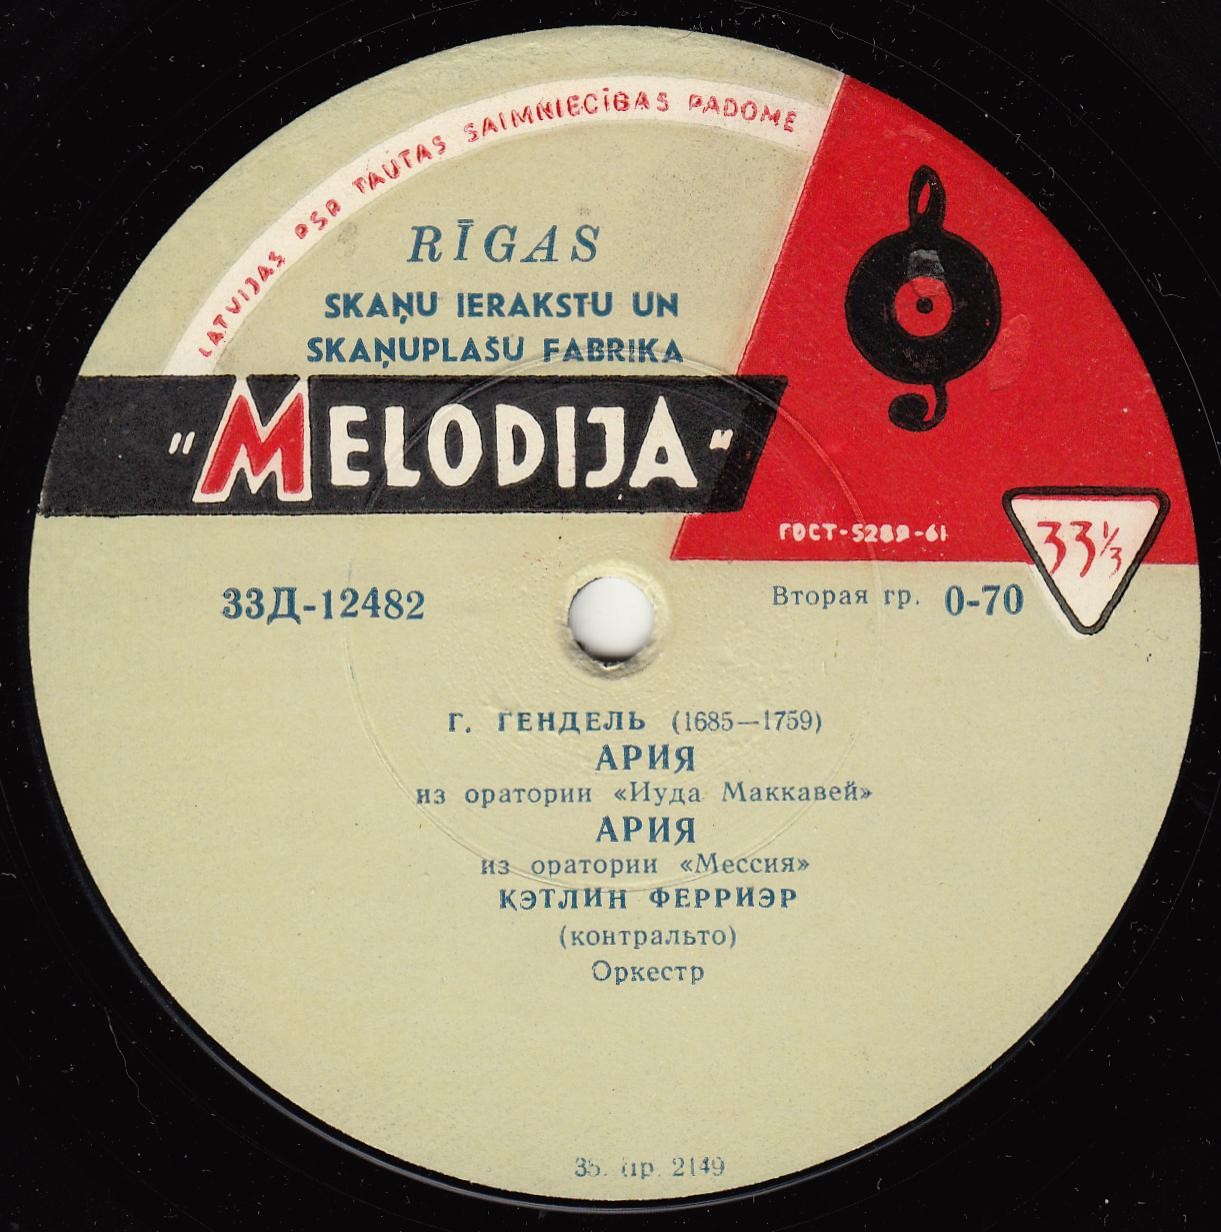 LATVIJAS PSR TAUTAS SAIMNIECĪBAS PADOME
RĪGAS
SKAŅU IERAKSTU UN
SKAŅUPLAŠU FABRIKA
"MELODIJA"
ГОСТ-5289-61
33⅓
33Д-12482
Вторая гр. 0-70
Г. ГЕНДЕЛЬ (1685—1759)
АРИЯ
из оратории «Иуда Маккавей»
АРИЯ
из оратории «Мессия»
КЭТЛИН ФЕРРИЭР
(контральто)
Оркестр
пр. 2149